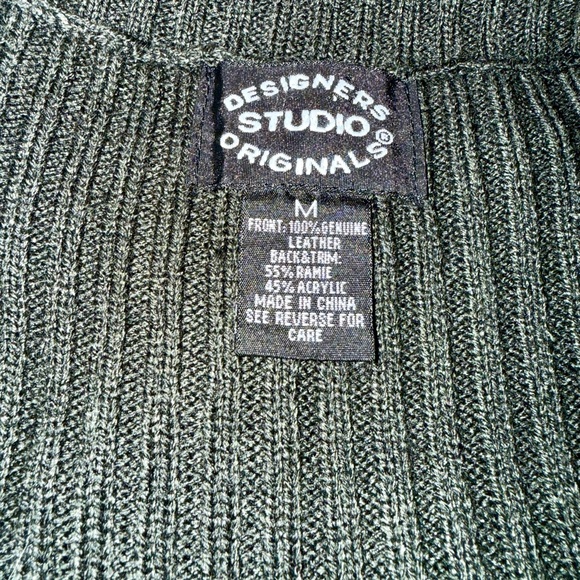 DESIGNERS
STUDIO®
ORIGINALS
M
FRONT: 100% GENUINE
LEATHER
BACK&TRIM:
55% RAMIE
45% ACRYLIC
MADE IN CHINA
SEE REVERSE FOR
CARE